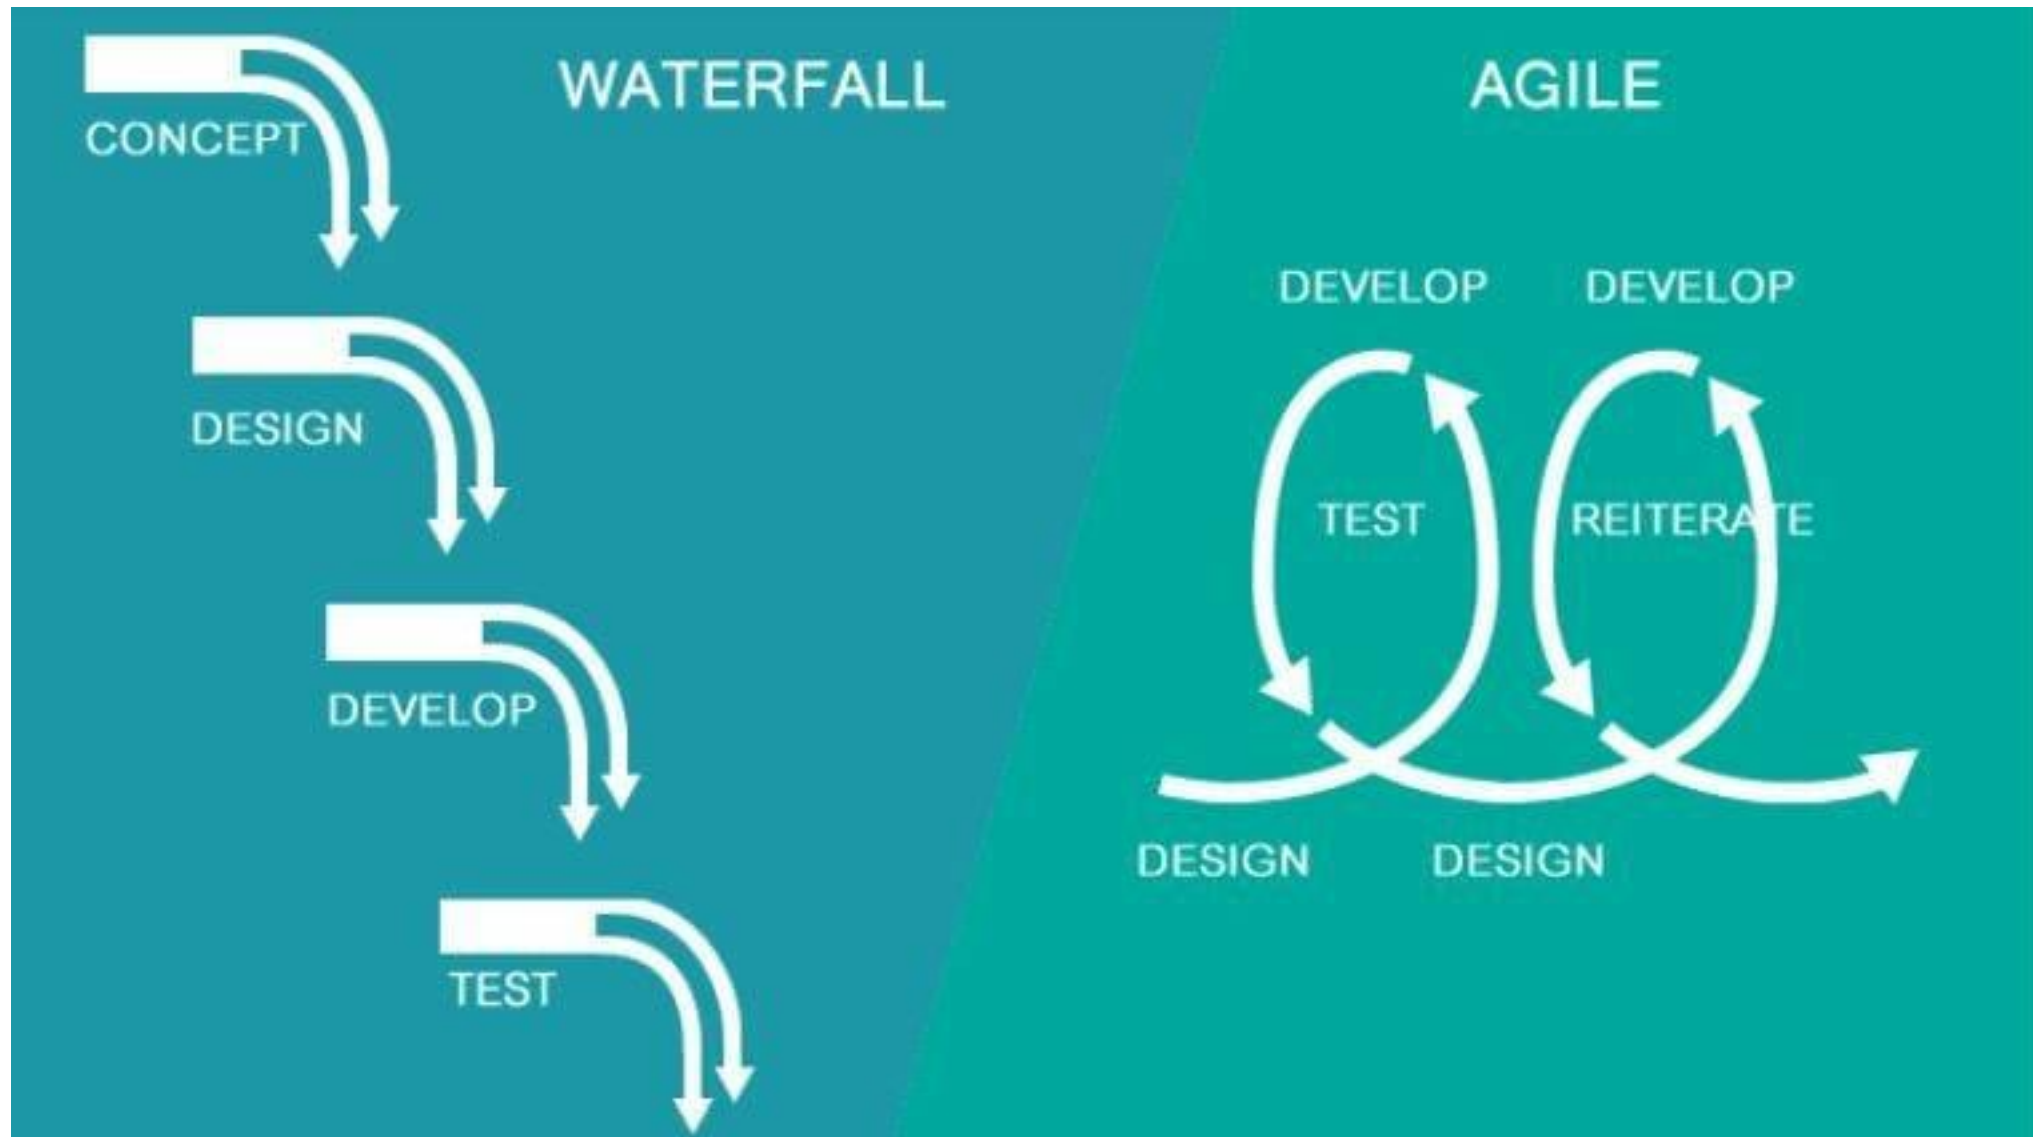 WATERFALL
CONCEPT
DESIGN
DEVELOP
TEST
AGILE
DEVELOP DEVELOP
TEST REITERATE
DESIGN DESIGN